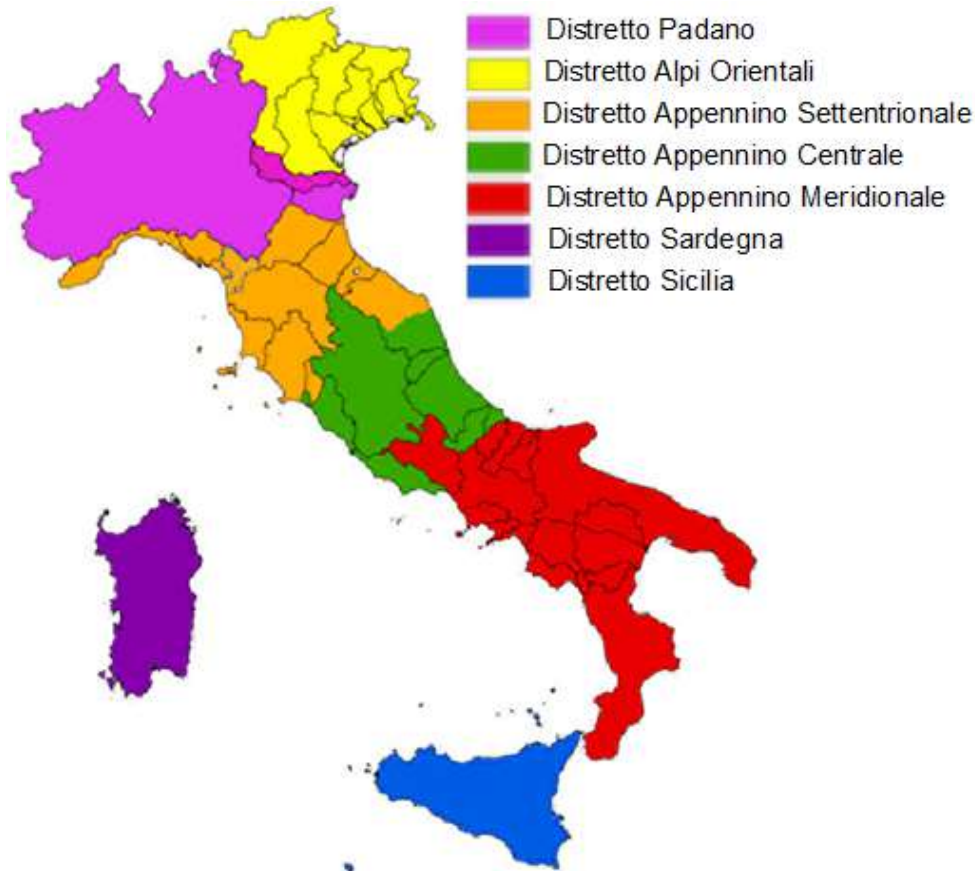 Distretto Padano
Distretto Alpi Orientali
Distretto Appennino Settentrionale
Distretto Appennino Centrale
Distretto Appennino Meridionale
Distretto Sardegna
Distretto Sicilia